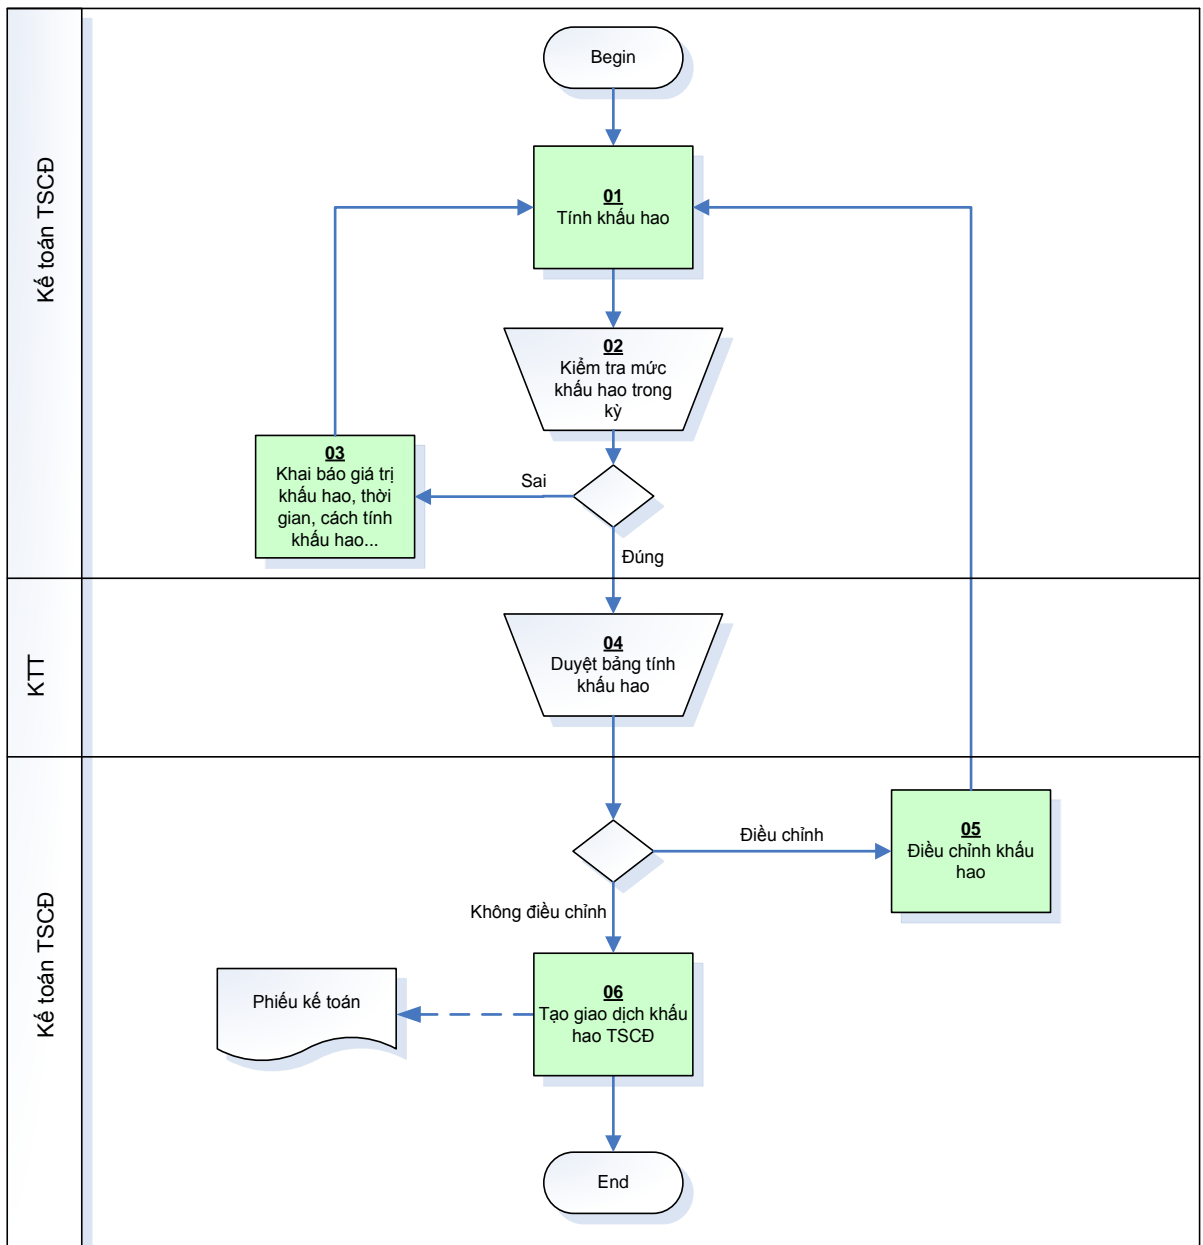 Kế toán TSCĐ
Begin
01
Tính khấu hao
02
Kiểm tra mức
khấu hao trong
kỳ
03
Khai báo giá trị
khấu hao, thời
gian, cách tính
khấu hao...
Sai
Đúng
KTT
04
Duyệt bảng tính
khấu hao
Kế toán TSCĐ
Điều chỉnh
05
Điều chỉnh khấu
hao
Không điều chỉnh
06
Tạo giao dịch khấu
hao TSCĐ
Phiếu kế toán
End